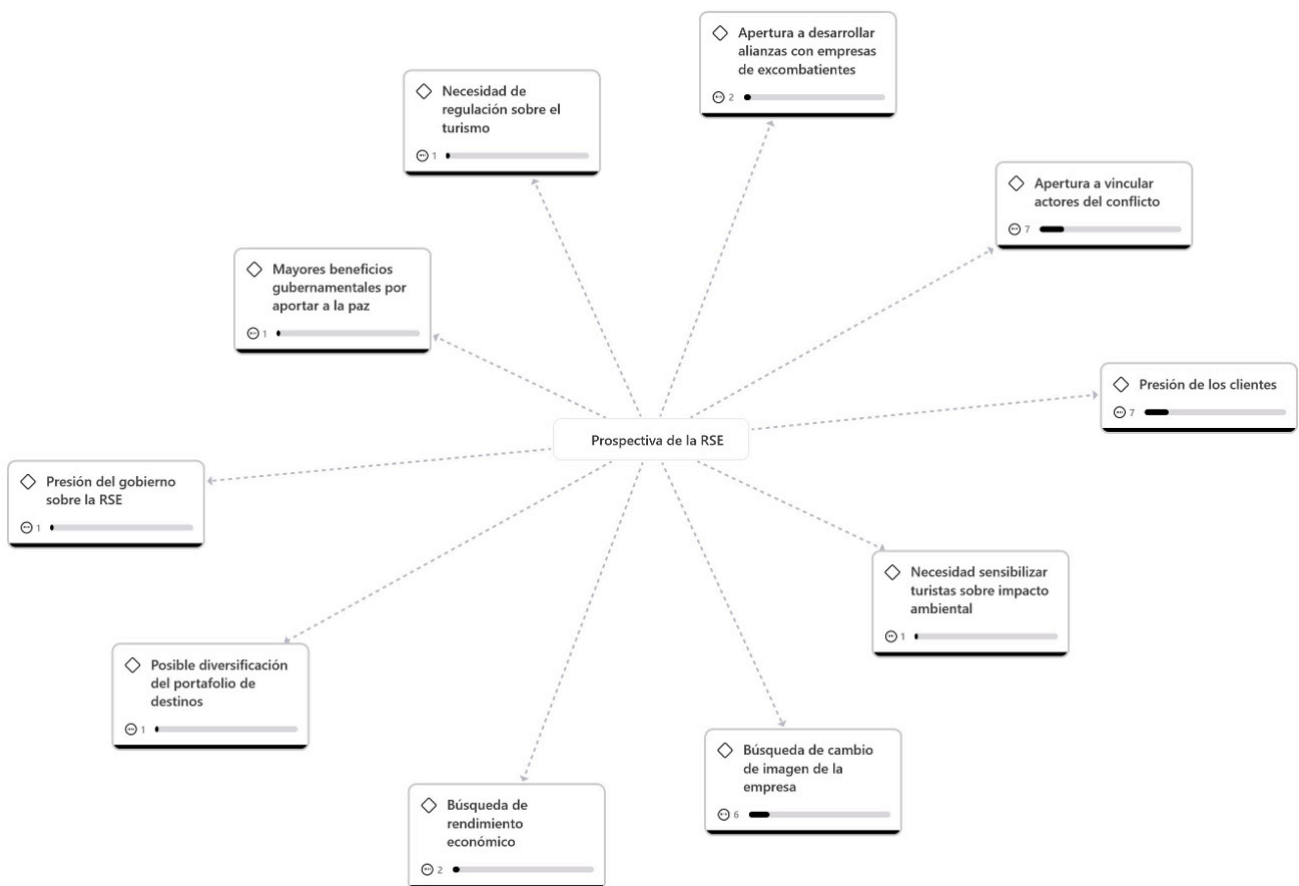 Apertura a desarrollar
alianzas con empresas
de excombatientes
2
Necesidad de
regulación sobre el
turismo
1
Apertura a vincular
actores del conflicto
7
Mayores beneficios
gubernamentales por
aportar a la paz
1
Presión de los clientes
7
Prospectiva de la RSE
Presión del gobierno
sobre la RSE
1
Necesidad sensibilizar
turistas sobre impacto
ambiental
1
Posible diversificación
del portafolio de
destinos
1
Búsqueda de cambio
de imagen de la
empresa
6
Búsqueda de
rendimiento
económico
2